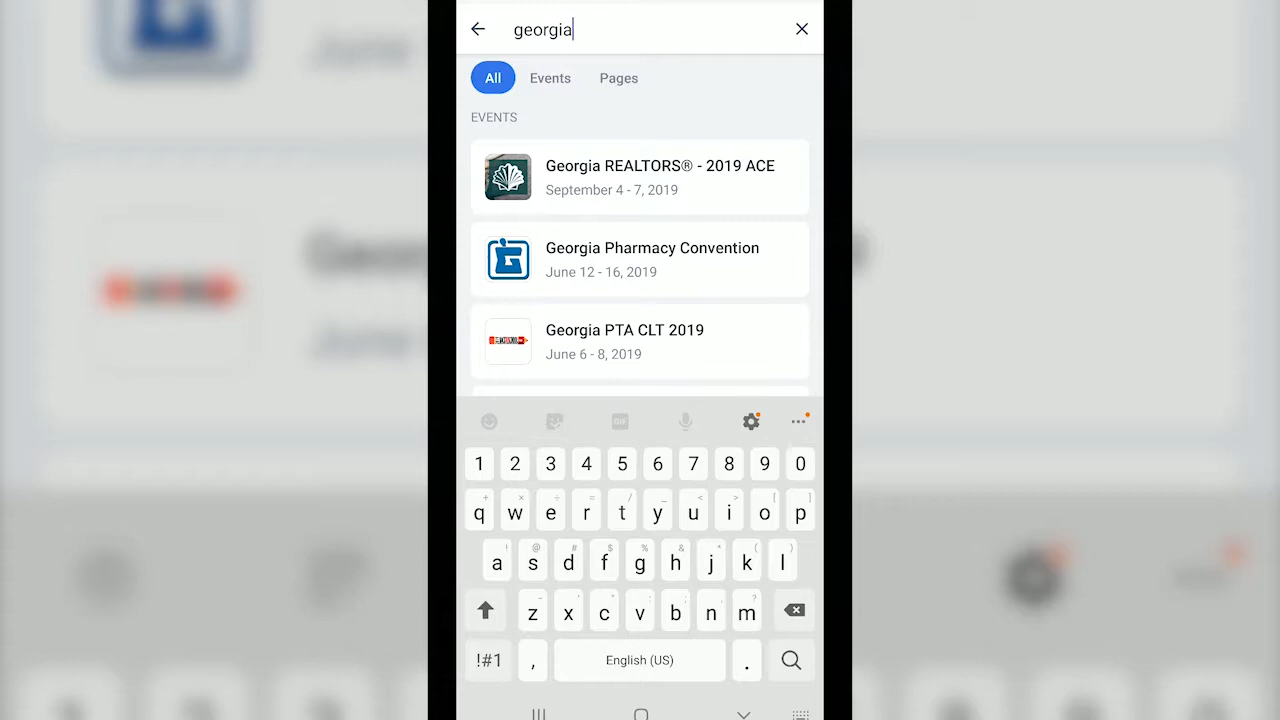 georgia
All Events Pages
EVENTS
Georgia REALTORS® - 2019 ACE
September 4 - 7, 2019
Georgia Pharmacy Convention
June 12 - 16, 2019
Georgia PTA CLT 2019
June 6 - 8, 2019
GIF
1 2 3 4 5 6 7 8 9 0
q w e r t y u i o p
a s d f g h j k l
z x c v b n m
!#1 , English (US) .